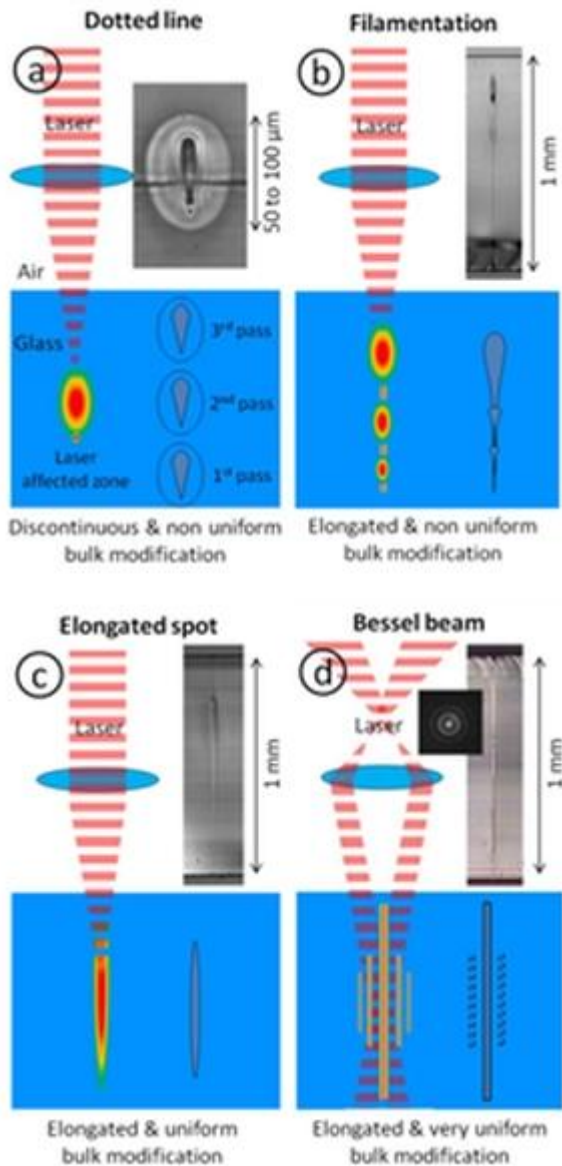 Dotted line
a
Laser
50 to 100 µm
Air
Glass
3rd pass
2nd pass
1st pass
Laser
affected zone
Discontinuous & non uniform
bulk modification
Filamentation
b
Laser
1 mm
Elongated & non uniform
bulk modification
Elongated spot
c
Laser
1 mm
Elongated & uniform
bulk modification
Bessel beam
d
Laser
1 mm
Elongated & very uniform
bulk modification